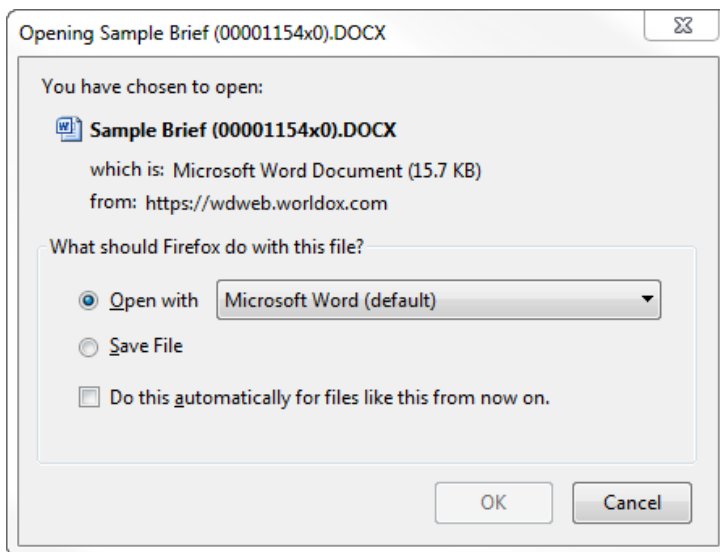 Opening Sample Brief (00001154x0).DOCX
You have chosen to open:
Sample Brief (00001154x0).DOCX
which is: Microsoft Word Document (15.7 KB)
from: https://wdweb.worldox.com
What should Firefox do with this file?
Open with Microsoft Word (default)
Save File
Do this automatically for files like this from now on.
OK Cancel